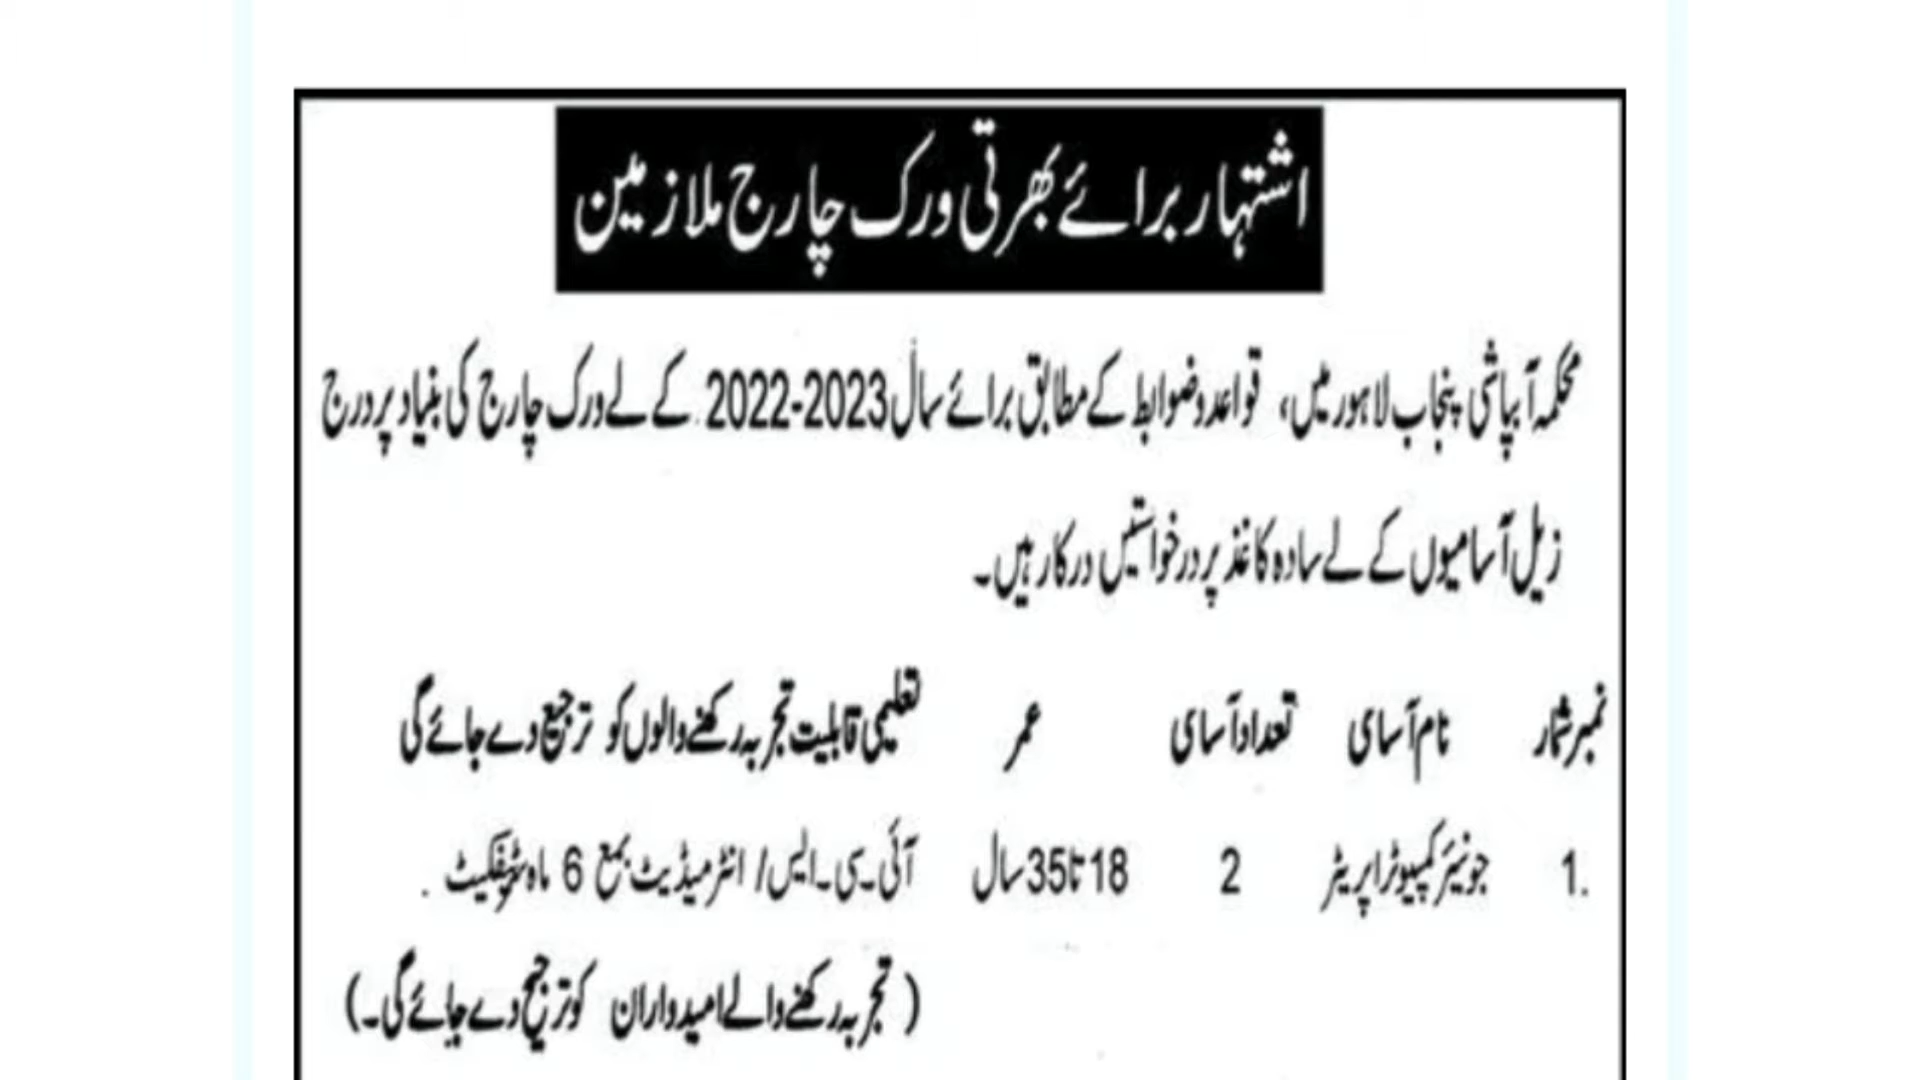 اشتہار برائے بھرتی ورک چارج ملازمین
محکمہ آبپاشی پنجاب لاہور میں، قواعد و ضوابط کے مطابق برائے سال 2022-2023 کے لے ورک چارج کی بنیاد پر درج
زیل آسامیوں کے لے سادہ کاغذ پر درخواستیں درکار ہیں۔
نمبر شمار نام آسامی تعداد آسامی عمر تعلیمی قابلیت تجربہ رکھنے والوں کو ترجیح دے جائے گی
1. جونیئر کمپیوٹر اپریٹر 2 18 تا 35 سال آئی۔سی۔ایس/ انٹرمیڈیٹ بمع 6 ماہ سٹیفکیٹ .
( تجربہ رکھنے والے امیدواران کو ترجیح دے جائے گی۔)